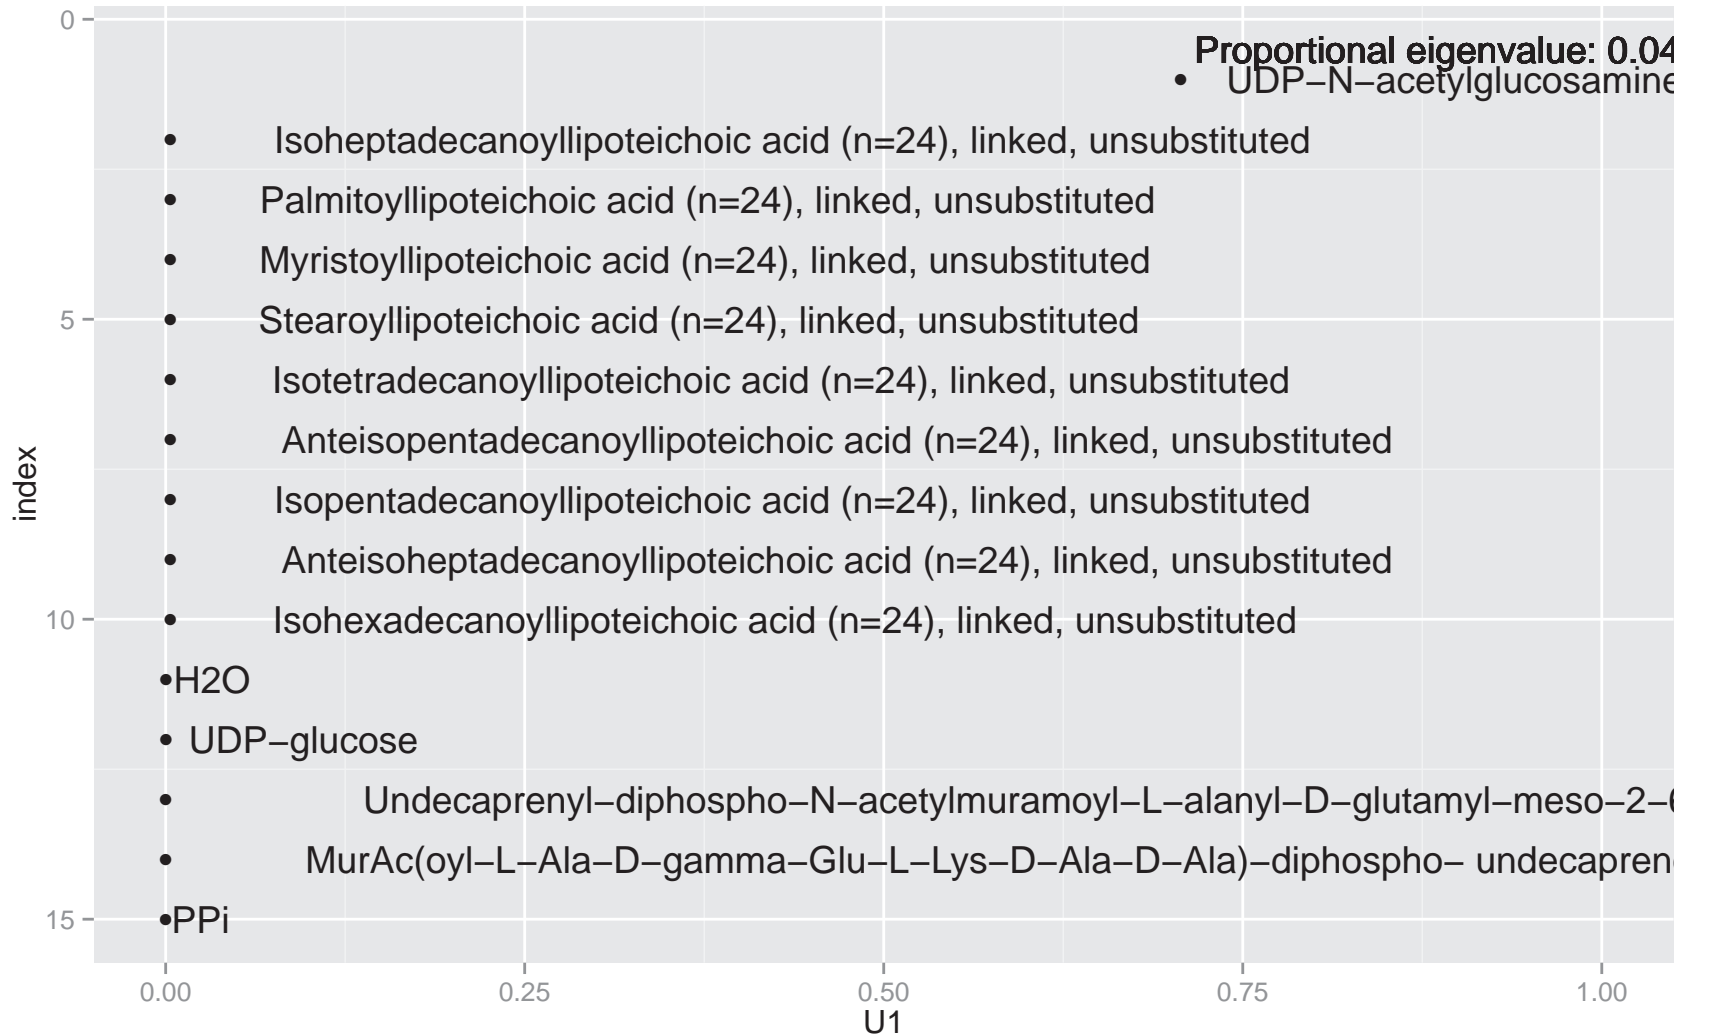 0
Proportional eigenvalue: 0.04
UDP−N−acetylglucosamine
Isoheptadecanoyllipoteichoic acid (n=24), linked, unsubstituted
Palmitoyllipoteichoic acid (n=24), linked, unsubstituted
Myristoyllipoteichoic acid (n=24), linked, unsubstituted
5
Stearoyllipoteichoic acid (n=24), linked, unsubstituted
Isotetradecanoyllipoteichoic acid (n=24), linked, unsubstituted
Anteisopentadecanoyllipoteichoic acid (n=24), linked, unsubstituted
index
Isopentadecanoyllipoteichoic acid (n=24), linked, unsubstituted
Anteisoheptadecanoyllipoteichoic acid (n=24), linked, unsubstituted
10
Isohexadecanoyllipoteichoic acid (n=24), linked, unsubstituted
H2O
UDP−glucose
Undecaprenyl−diphospho−N−acetylmuramoyl−L−alanyl−D−glutamyl−meso−2−6
MurAc(oyl−L−Ala−D−gamma−Glu−L−Lys−D−Ala−D−Ala)−diphospho− undecapren
15
PPi
0.00 0.25 0.50 0.75 1.00
U1